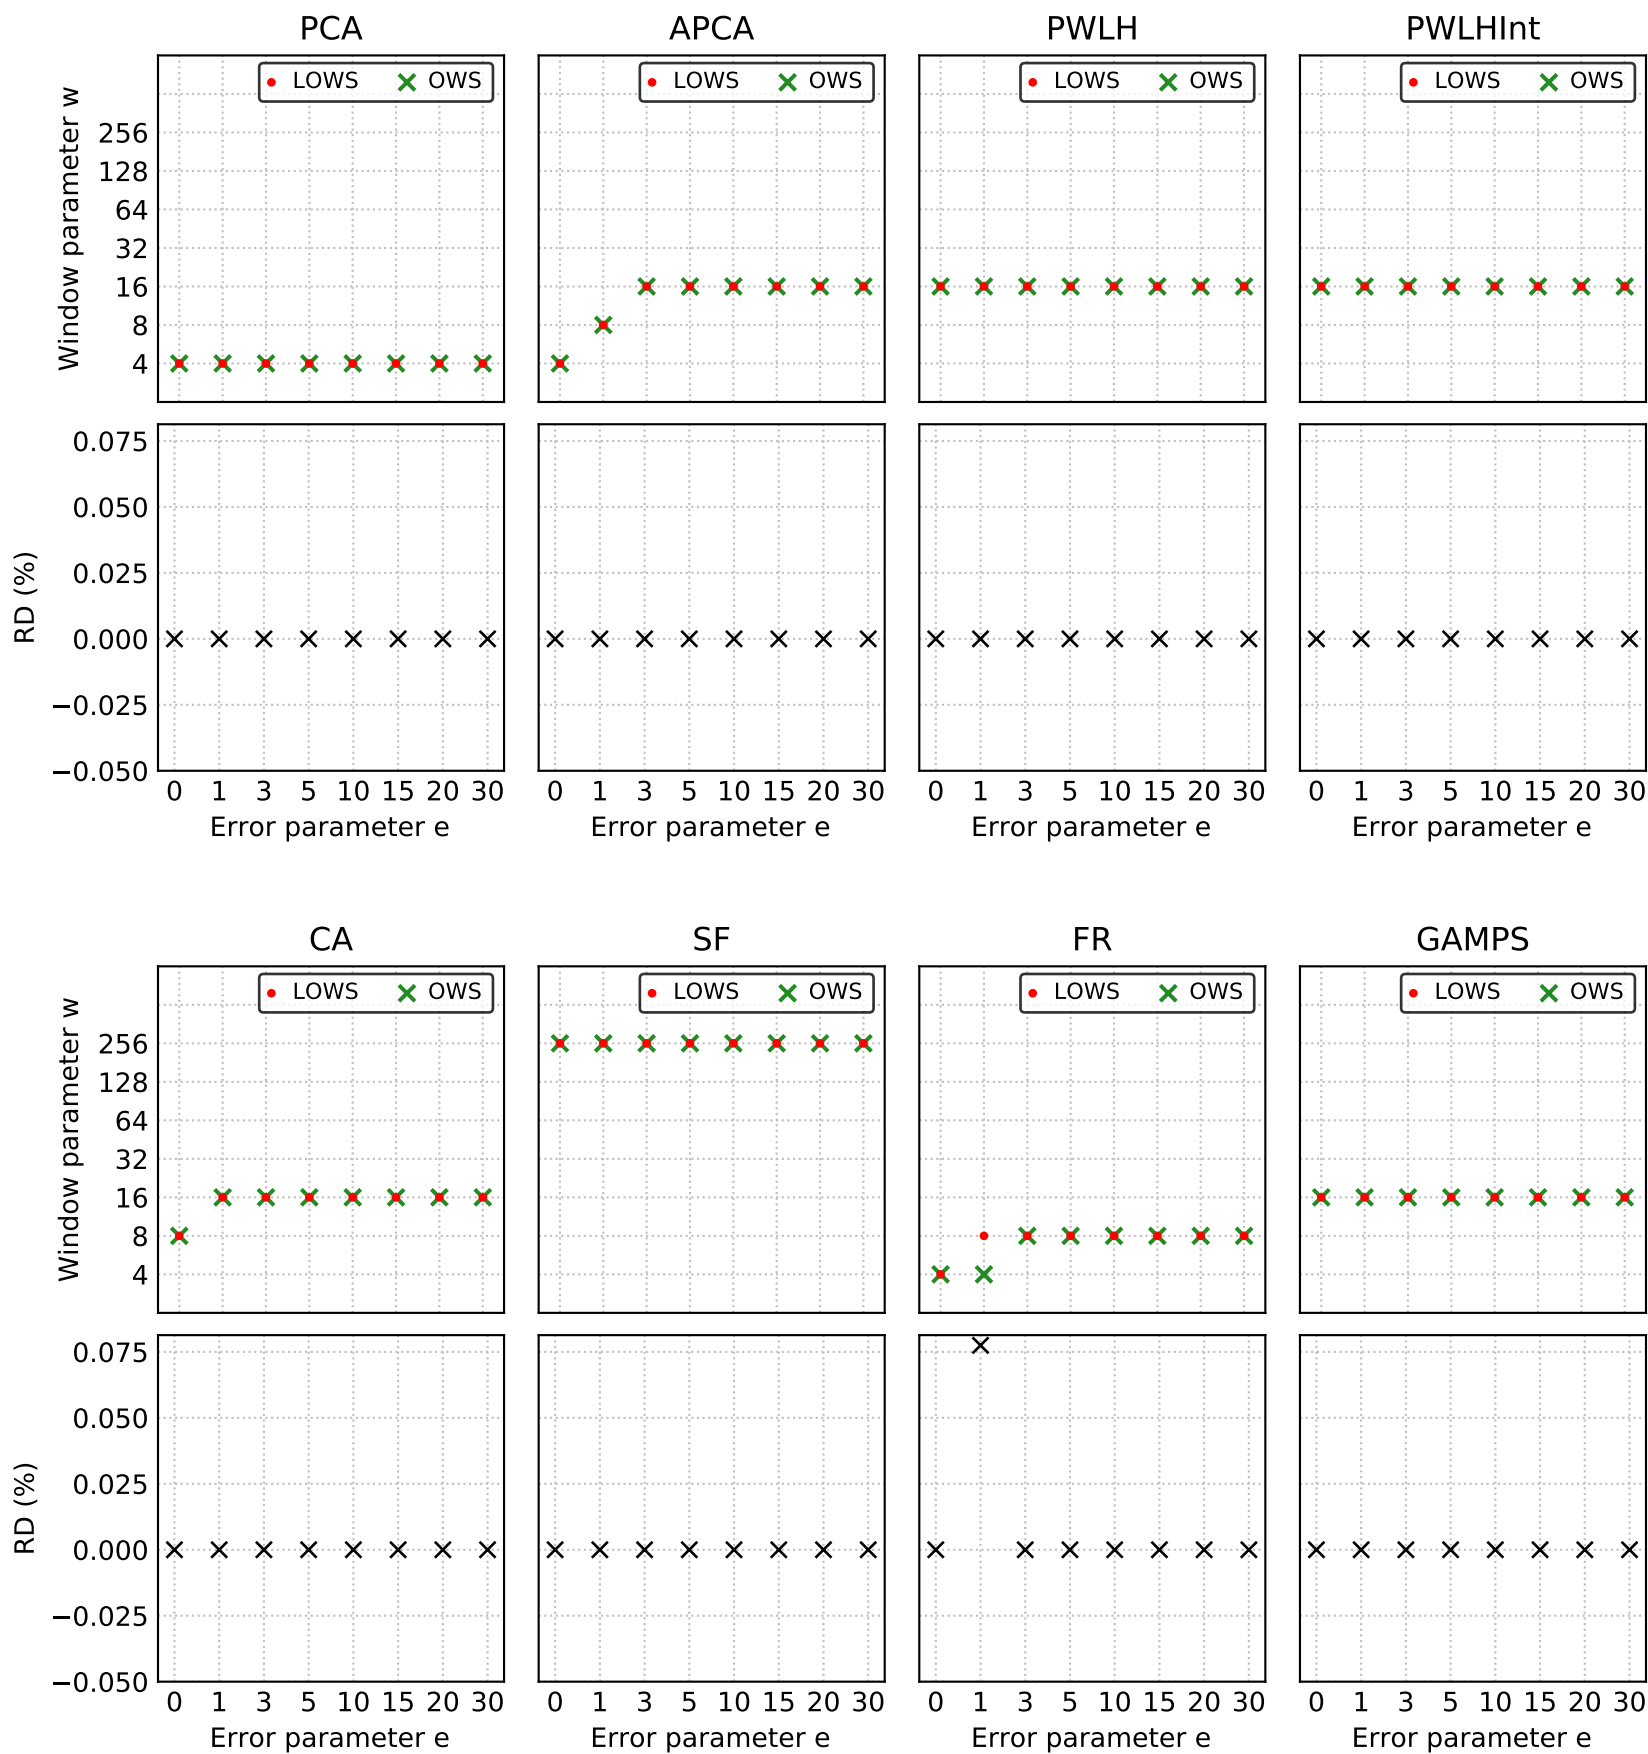 PCA APCA PWLH PWLHInt
LOWS OWS LOWS OWS LOWS OWS LOWS OWS
Window parameter w
256
128
64
32
16
8
4
RD (%)
0.075
0.050
0.025
0.000
−0.025
−0.050
0 1 3 5 10 15 20 30 0 1 3 5 10 15 20 30 0 1 3 5 10 15 20 30 0 1 3 5 10 15 20 30
Error parameter e Error parameter e Error parameter e Error parameter e
CA SF FR GAMPS
LOWS OWS LOWS OWS LOWS OWS LOWS OWS
Window parameter w
256
128
64
32
16
8
4
RD (%)
0.075
0.050
0.025
0.000
−0.025
−0.050
0 1 3 5 10 15 20 30 0 1 3 5 10 15 20 30 0 1 3 5 10 15 20 30 0 1 3 5 10 15 20 30
Error parameter e Error parameter e Error parameter e Error parameter e